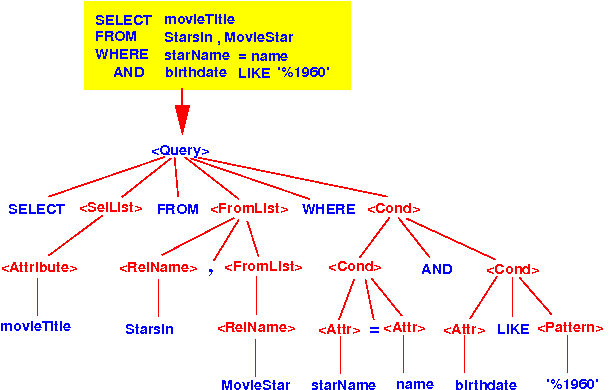 SELECT movieTitle
FROM StarsIn , MovieStar
WHERE starName = name
AND birthdate LIKE '%1960'
<Query>
SELECT <SelList> FROM <FromList> WHERE <Cond>
<Attribute> <RelName> , <FromList> <Cond> AND <Cond>
movieTitle StarsIn <RelName> <Attr> = <Attr> <Attr> LIKE <Pattern>
MovieStar starName name birthdate '%1960'